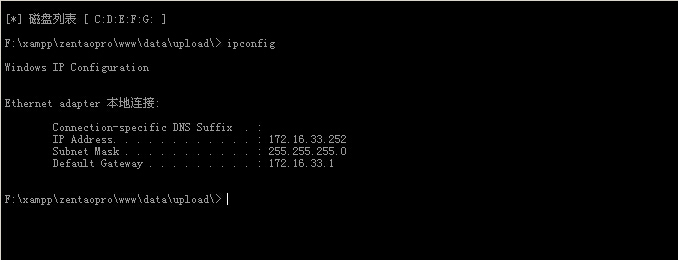 [*] 磁盘列表 [ C:D:E:F:G: ]
F:\xampp\zentaopro\www\data\upload\> ipconfig
Windows IP Configuration
Ethernet adapter 本地连接:
Connection-specific DNS Suffix  . :
IP Address. . . . . . . . . . . . : 172.16.33.252
Subnet Mask . . . . . . . . . . . : 255.255.255.0
Default Gateway . . . . . . . . . : 172.16.33.1
F:\xampp\zentaopro\www\data\upload\>